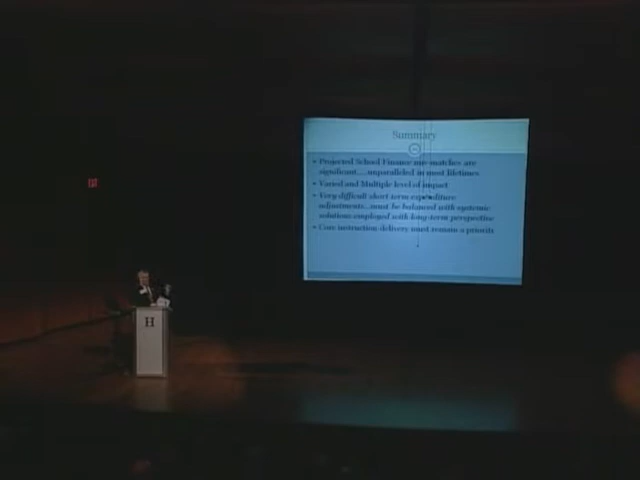 Summary
• Projected School Finance mis-matches are
significant.....unparalleled in most lifetimes
• Varied and Multiple level of impact
• Very difficult short term expenditure
adjustments...must be balanced with systemic
solutions employed with long-term perspective
• Core instruction delivery must remain a priority
H